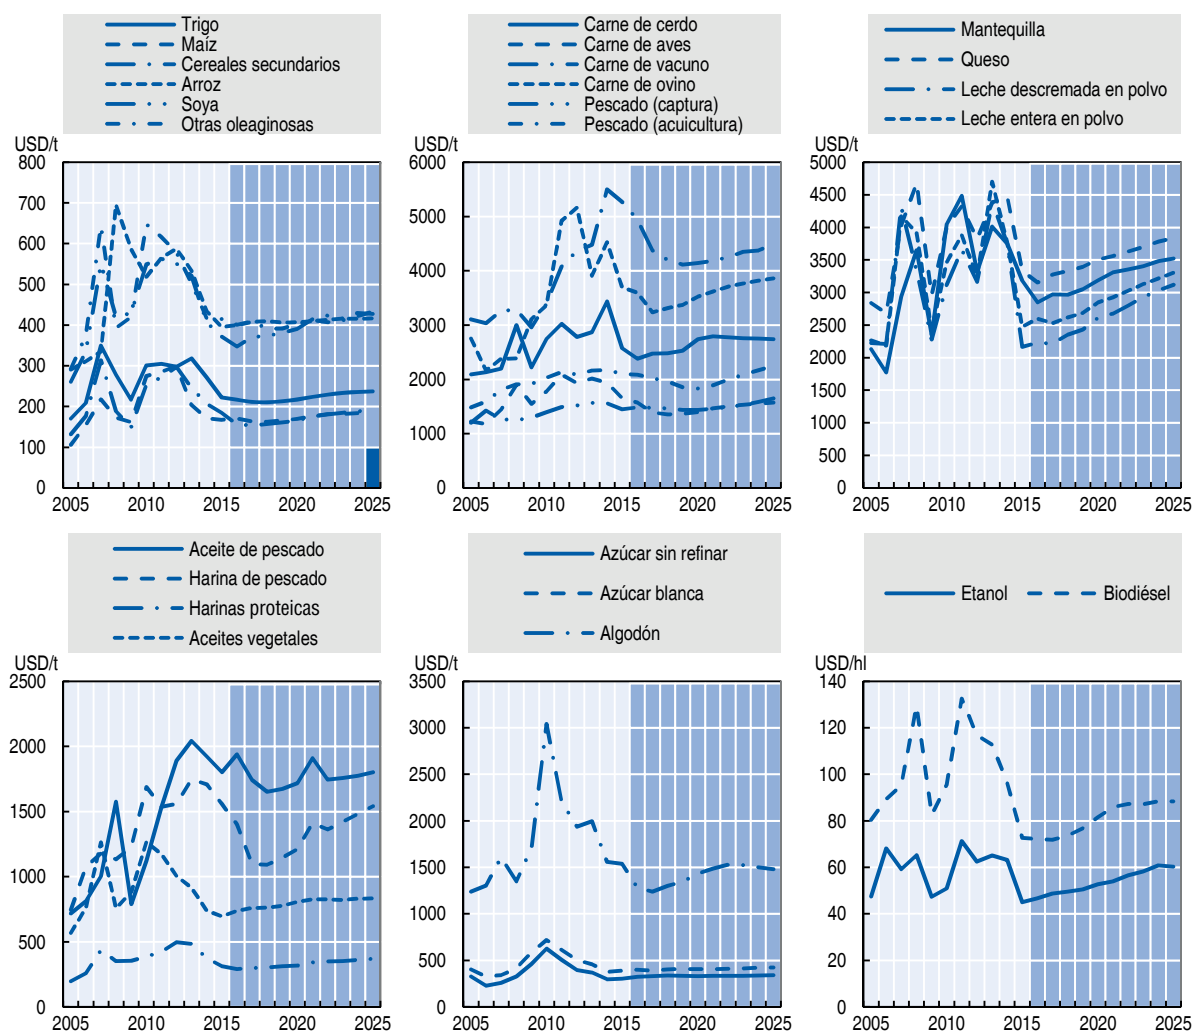 Trigo
Maíz
Cereales secundarios
Arroz
Soya
Otras oleaginosas
USD/t
800
700
600
500
400
300
200
100
0
2005 2010 2015 2020 2025
Carne de cerdo
Carne de aves
Carne de vacuno
Carne de ovino
Pescado (captura)
Pescado (acuicultura)
USD/t
6000
5000
4000
3000
2000
1000
0
2005 2010 2015 2020 2025
Mantequilla
Queso
Leche descremada en polvo
Leche entera en polvo
USD/t
5000
4500
4000
3500
3000
2500
2000
1500
1000
500
0
2005 2010 2015 2020 2025
Aceite de pescado
Harina de pescado
Harinas proteicas
Aceites vegetales
USD/t
2500
2000
1500
1000
500
0
2005 2010 2015 2020 2025
Azúcar sin refinar
Azúcar blanca
Algodón
USD/t
3500
3000
2500
2000
1500
1000
500
0
2005 2010 2015 2020 2025
Etanol Biodiésel
USD/hl
140
120
100
80
60
40
20
0
2005 2010 2015 2020 2025